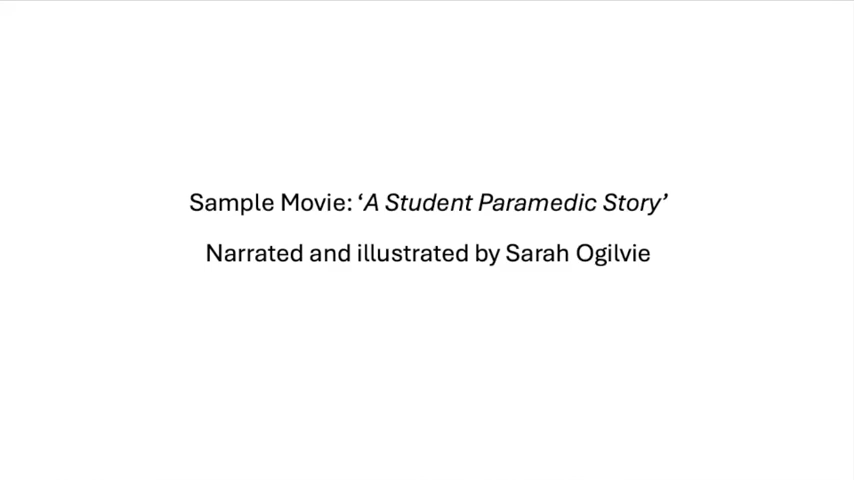 Sample Movie: ‘A Student Paramedic Story’
Narrated and illustrated by Sarah Ogilvie